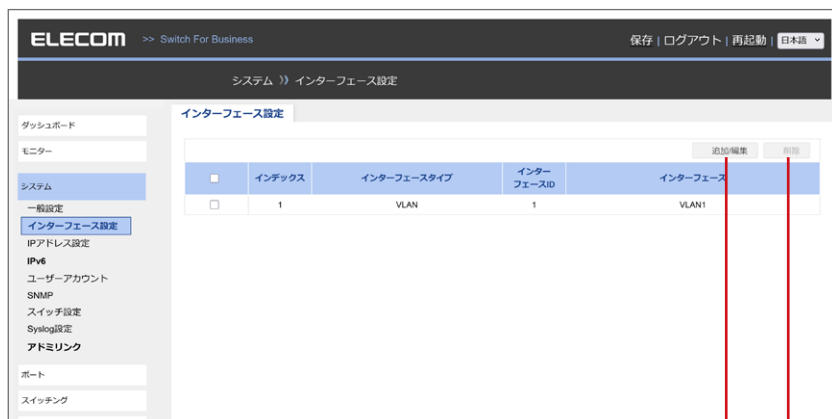 ELECOM >> Switch For Business
保存 | ログアウト | 再起動 | 日本語
システム 》 インターフェース設定
インターフェース設定
ダッシュボード
モニター
システム
一般設定
インターフェース設定
IPアドレス設定
IPv6
ユーザーアカウント
SNMP
スイッチ設定
Syslog設定
アドミリンク
ポート
スイッチング
追加/編集 削除
インデックス インターフェースタイプ インター
フェースID インターフェース
1 VLAN 1 VLAN1